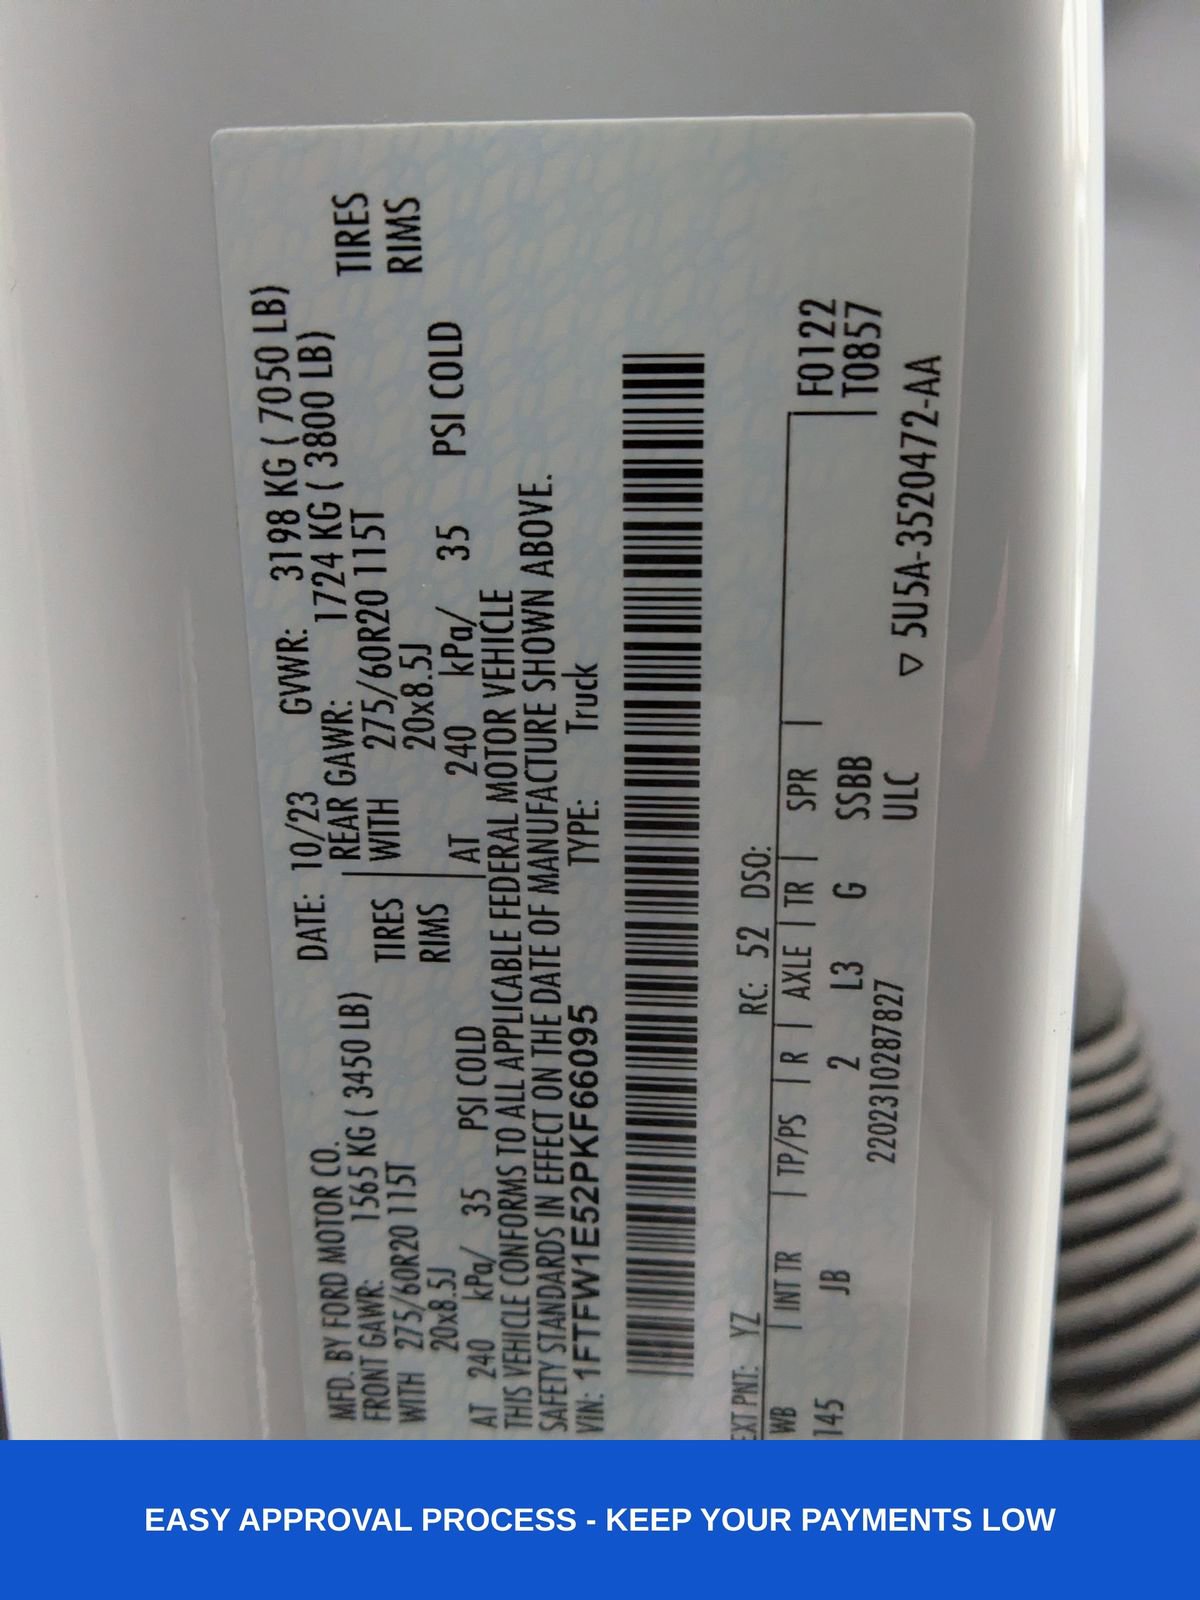 MFD. BY FORD MOTOR CO.
DATE: 10/23
GVWR: 3198 KG ( 7050 LB)
FRONT GAWR: 1565 KG ( 3450 LB)
REAR GAWR: 1724 KG ( 3800 LB)
WITH 275/60R20 115T TIRES
WITH 275/60R20 115T TIRES
20x8.5J RIMS
20x8.5J RIMS
AT 240 kPa/ 35 PSI COLD
AT 240 kPa/ 35 PSI COLD
THIS VEHICLE CONFORMS TO ALL APPLICABLE FEDERAL MOTOR VEHICLE
SAFETY STANDARDS IN EFFECT ON THE DATE OF MANUFACTURE SHOWN ABOVE.
VIN: 1FTFW1E52PKF66095 TYPE: Truck
EXT PNT: YZ RC: 52 DSO:
WB INT TR TP/PS R AXLE TR SPR F0122
145 JB 2 L3 G SSBB T0857
2202310287827 ULC
▽ 5U5A-3520472-AA
EASY APPROVAL PROCESS - KEEP YOUR PAYMENTS LOW